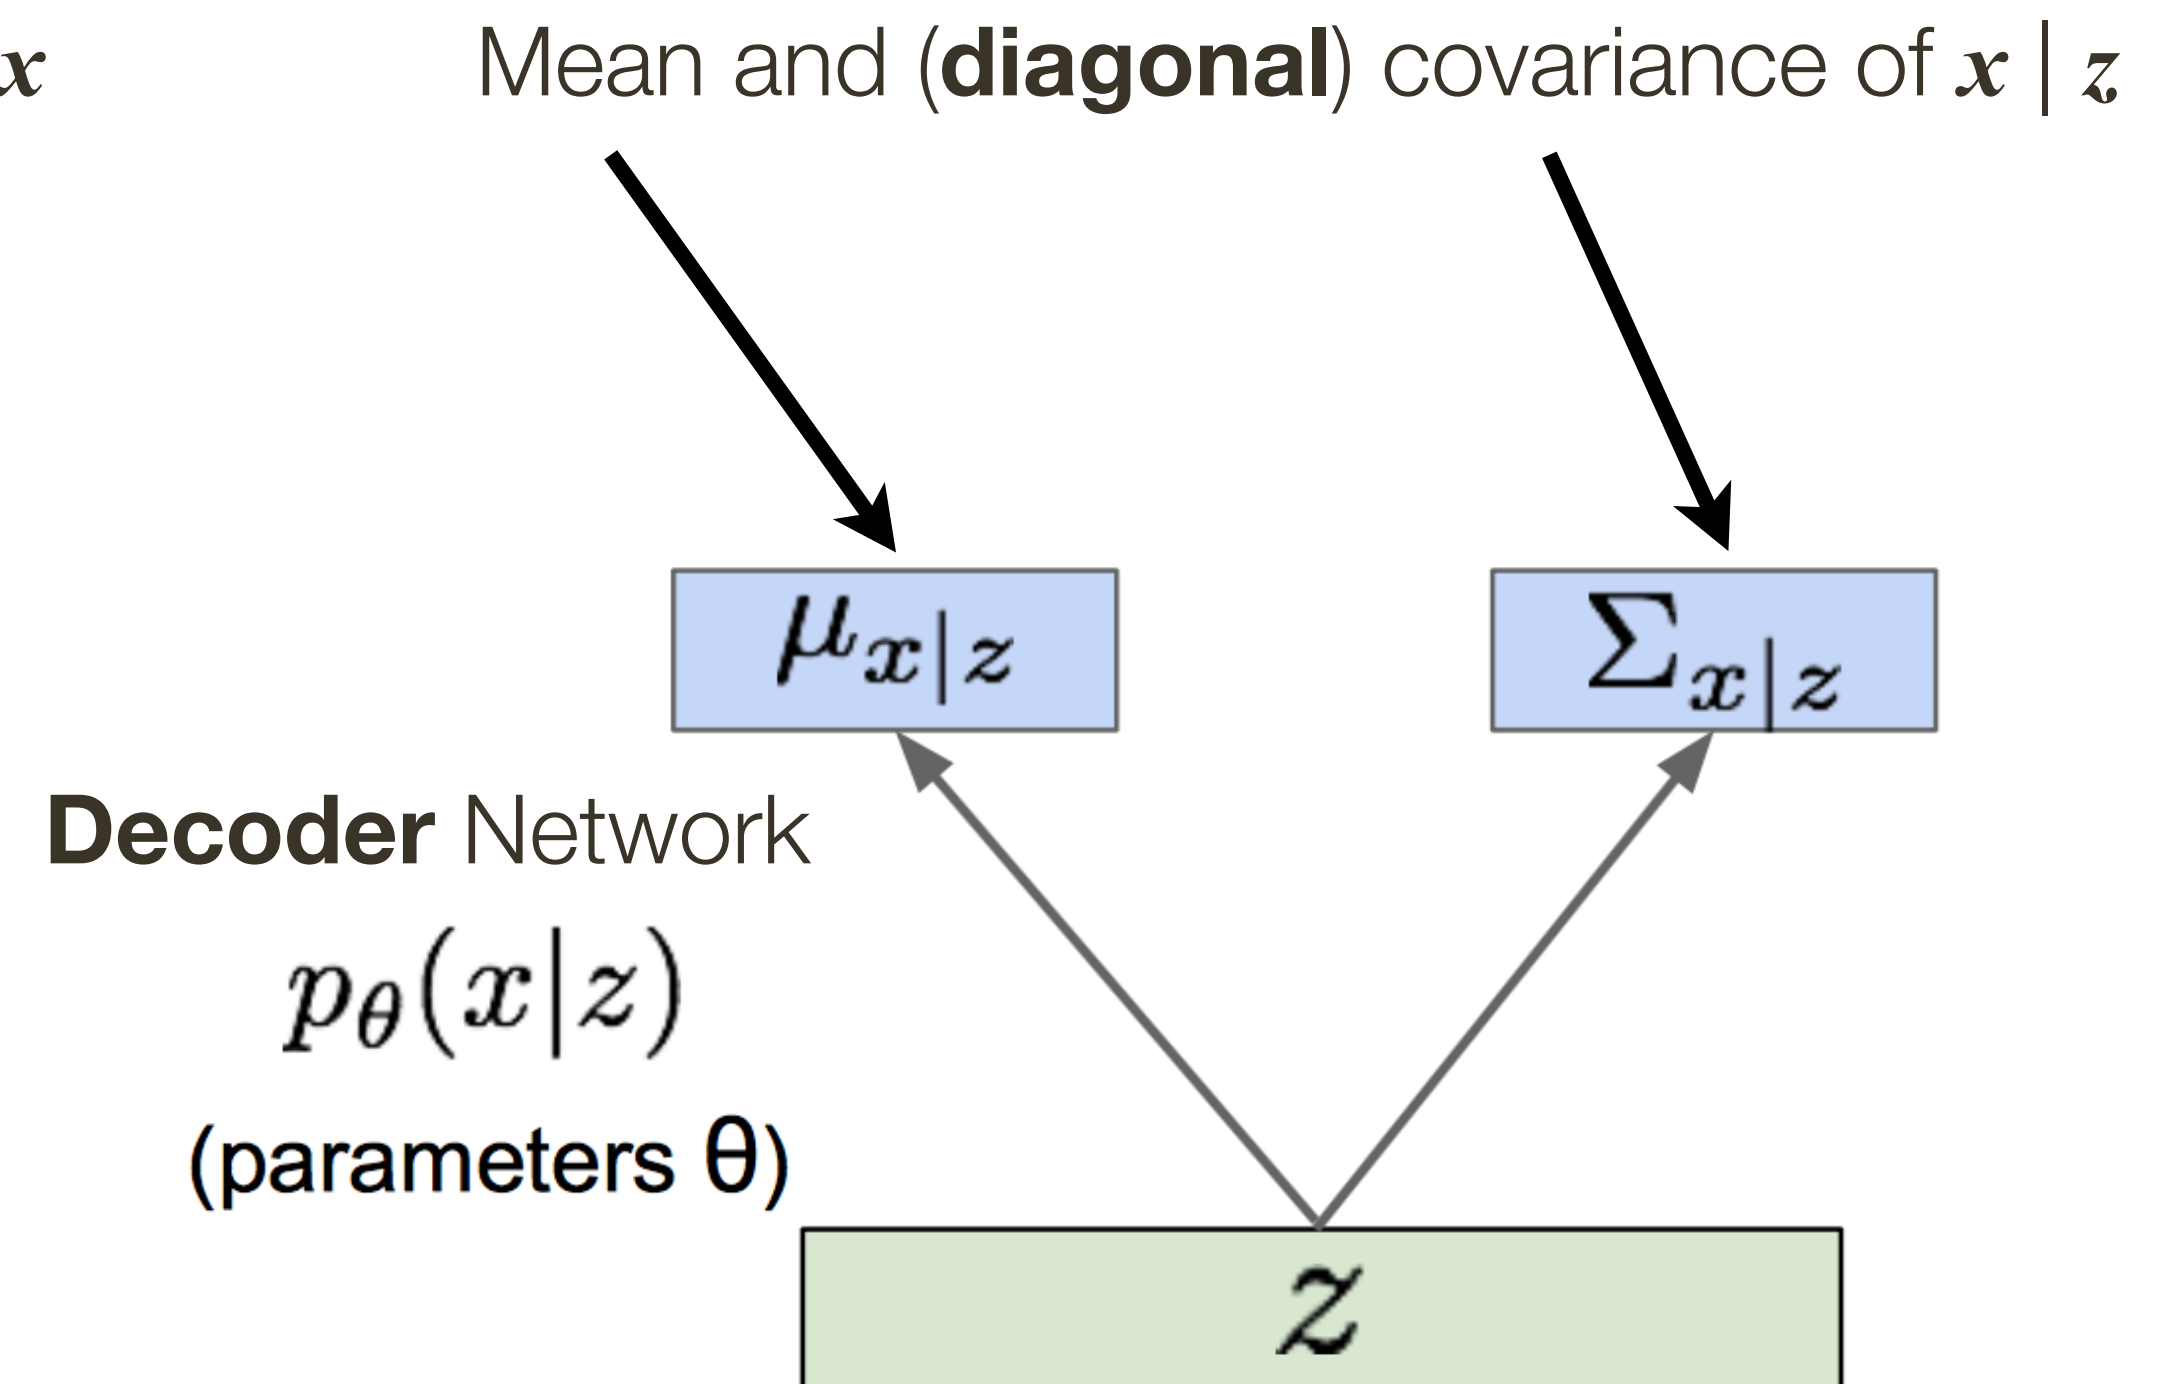 x
Mean and (diagonal) covariance of x | z
μx|z
Σx|z
Decoder Network
pθ(x|z)
(parameters θ)
z